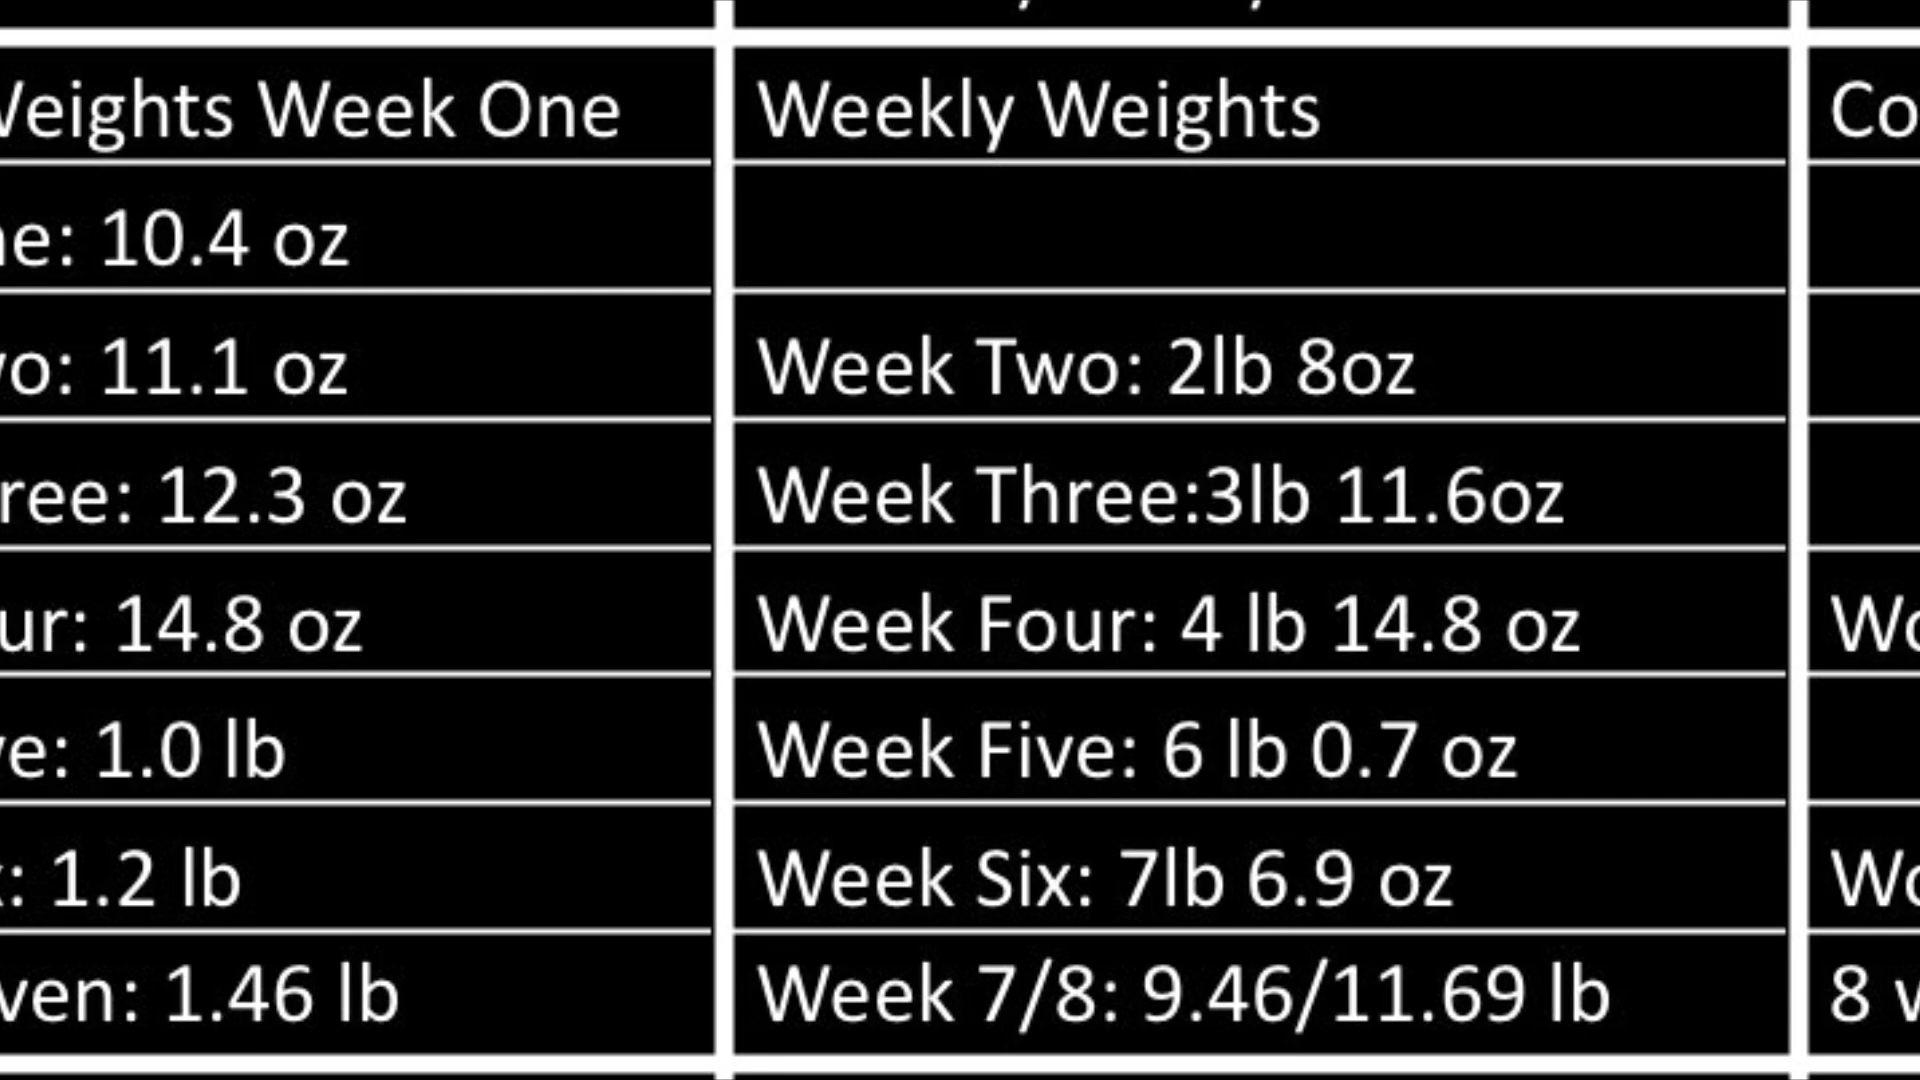 Weights Week One
Weekly Weights
10.4 oz
11.1 oz
Week Two: 2lb 8oz
12.3 oz
Week Three:3lb 11.6oz
14.8 oz
Week Four: 4 lb 14.8 oz
1.0 lb
Week Five: 6 lb 0.7 oz
1.2 lb
Week Six: 7lb 6.9 oz
1.46 lb
Week 7/8: 9.46/11.69 lb
8